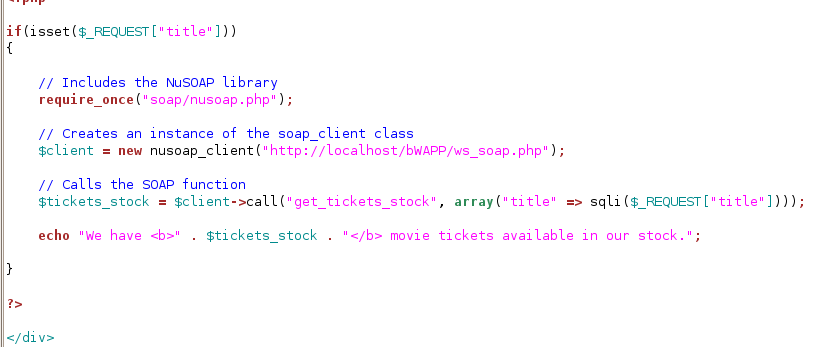 <?php
if(isset($_REQUEST["title"]))
{
// Includes the NuSOAP library
require_once("soap/nusoap.php");
// Creates an instance of the soap_client class
$client = new nusoap_client("http://localhost/bWAPP/ws_soap.php");
// Calls the SOAP function
$tickets_stock = $client->call("get_tickets_stock", array("title" => sqli($_REQUEST["title"])));
echo "We have <b>" . $tickets_stock . "</b> movie tickets available in our stock.";
}
?>
</div>